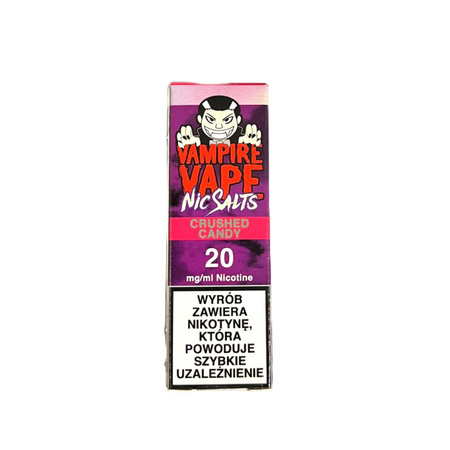 VAMPIRE
VAPE
NIC SALTS
CRUSHED
CANDY
20
mg/ml Nicotine
WYRÓB
ZAWIERA
NIKOTYNĘ,
KTÓRA
POWODUJE
SZYBKIE
UZALEŻNIENIE